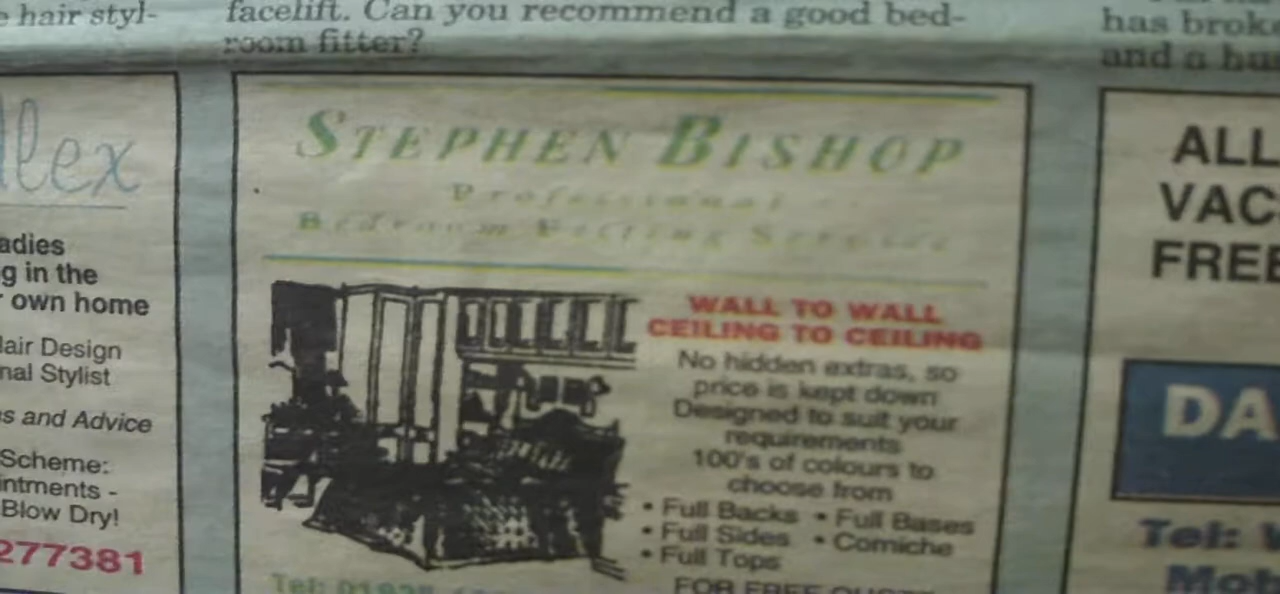 hair styl-
facelift. Can you recommend a good bed-
room fitter?
has brok
and a
lex
adies
g in the
own home
air Design
nal Stylist
s and Advice
Scheme:
intments -
Blow Dry!
277381
STEPHEN BISHOP
Professional
Bedroom Fitting Service
WALL TO WALL
CEILING TO CEILING
No hidden extras, so
price is kept down
Designed to suit your
requirements
100's of colours to
choose from
• Full Backs • Full Bases
• Full Sides • Corniche
• Full Tops
FOR FREE
Tel:
ALL
VAC
FREE
DA
Tel:
Mob